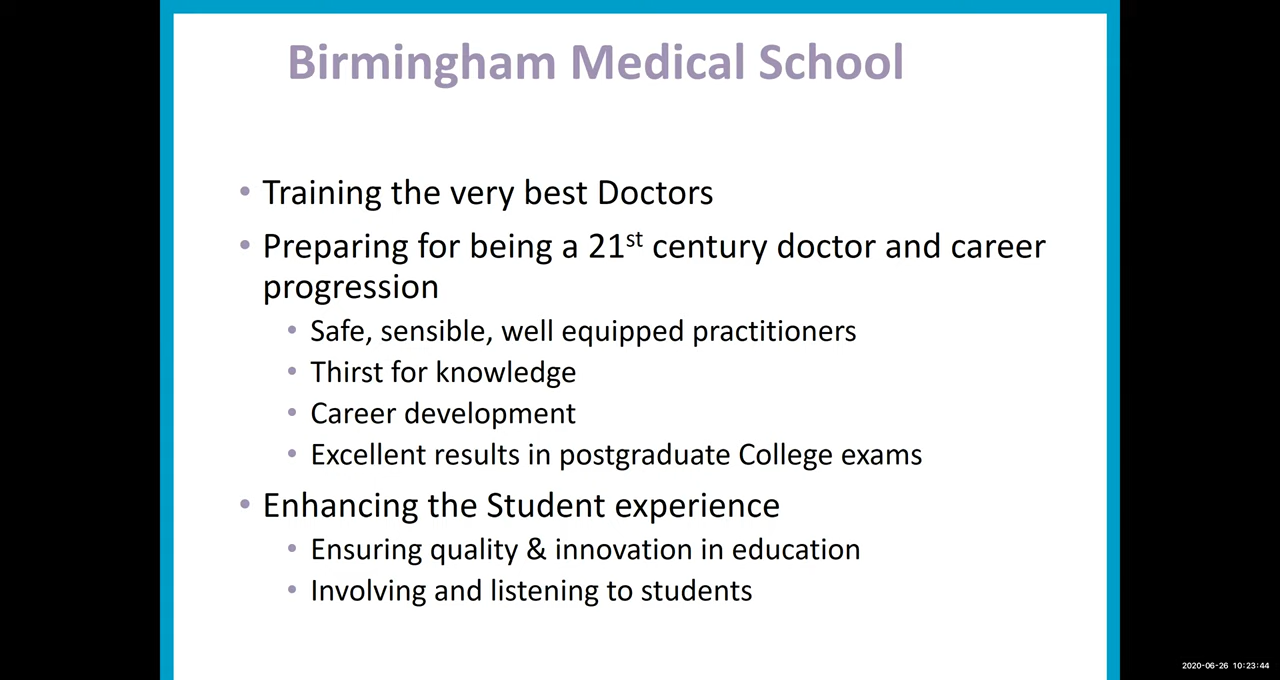 Birmingham Medical School
• Training the very best Doctors
• Preparing for being a 21st century doctor and career
progression
• Safe, sensible, well equipped practitioners
• Thirst for knowledge
• Career development
• Excellent results in postgraduate College exams
• Enhancing the Student experience
• Ensuring quality & innovation in education
• Involving and listening to students
2020-06-26 10:23:44